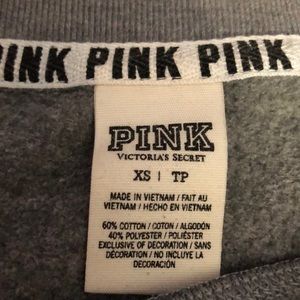 PINK PINK PINK
PINK
VICTORIA'S SECRET
XS | TP
MADE IN VIETNAM / FAIT AU
VIETNAM / HECHO EN VIETNAM
60% COTTON / COTON / ALGODÓN
40% POLYESTER / POLIÉSTER
EXCLUSIVE OF DECORATION / SANS
DÉCORATION / NO INCLUYE LA
DECORACIÓN